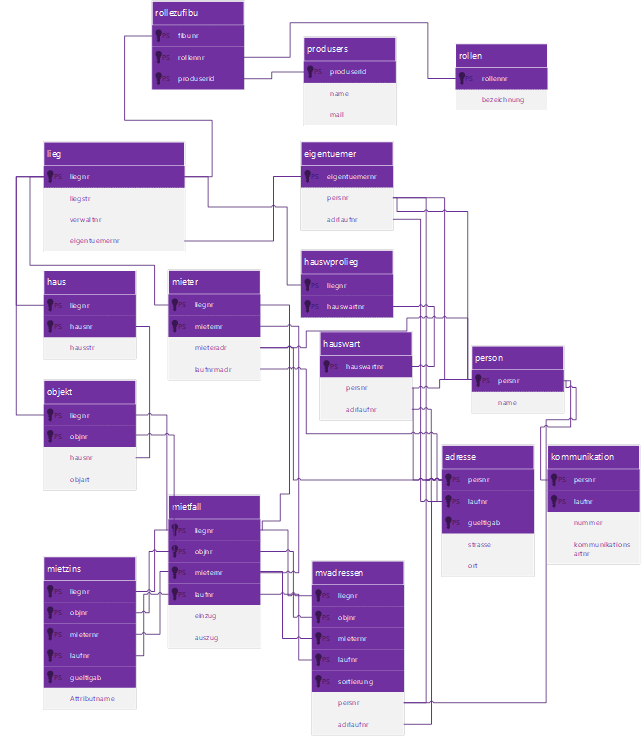 rollezufibu
PS fibunr
PS rollennr
PS produserid
produsers
PS produserid
name
mail
rollen
PS rollennr
bezeichnung
lieg
PS liegnr
liegstr
verwaltnr
eigentuemernr
eigentuemer
PS eigentuemernr
persnr
adrlaufnr
hauswprolieg
PS liegnr
PS hauswartnr
haus
PS liegnr
PS hausnr
hausstr
mieter
PS liegnr
PS mieternr
mieteradr
laufnrmadr
hauswart
PS hauswartnr
persnr
adrlaufnr
person
PS persnr
name
objekt
PS liegnr
PS objnr
hausnr
objart
adresse
PS persnr
PS laufnr
PS gueltigab
strasse
ort
kommunikation
PS persnr
PS laufnr
nummer
kommunikations
artnr
mietfall
PS liegnr
PS objnr
PS mieternr
PS laufnr
einzug
auszug
mietzins
PS liegnr
PS objnr
PS mieternr
PS laufnr
PS gueltigab
Attributname
mvadressen
PS liegnr
PS objnr
PS mieternr
PS laufnr
PS sortierung
persnr
adrlaufnr